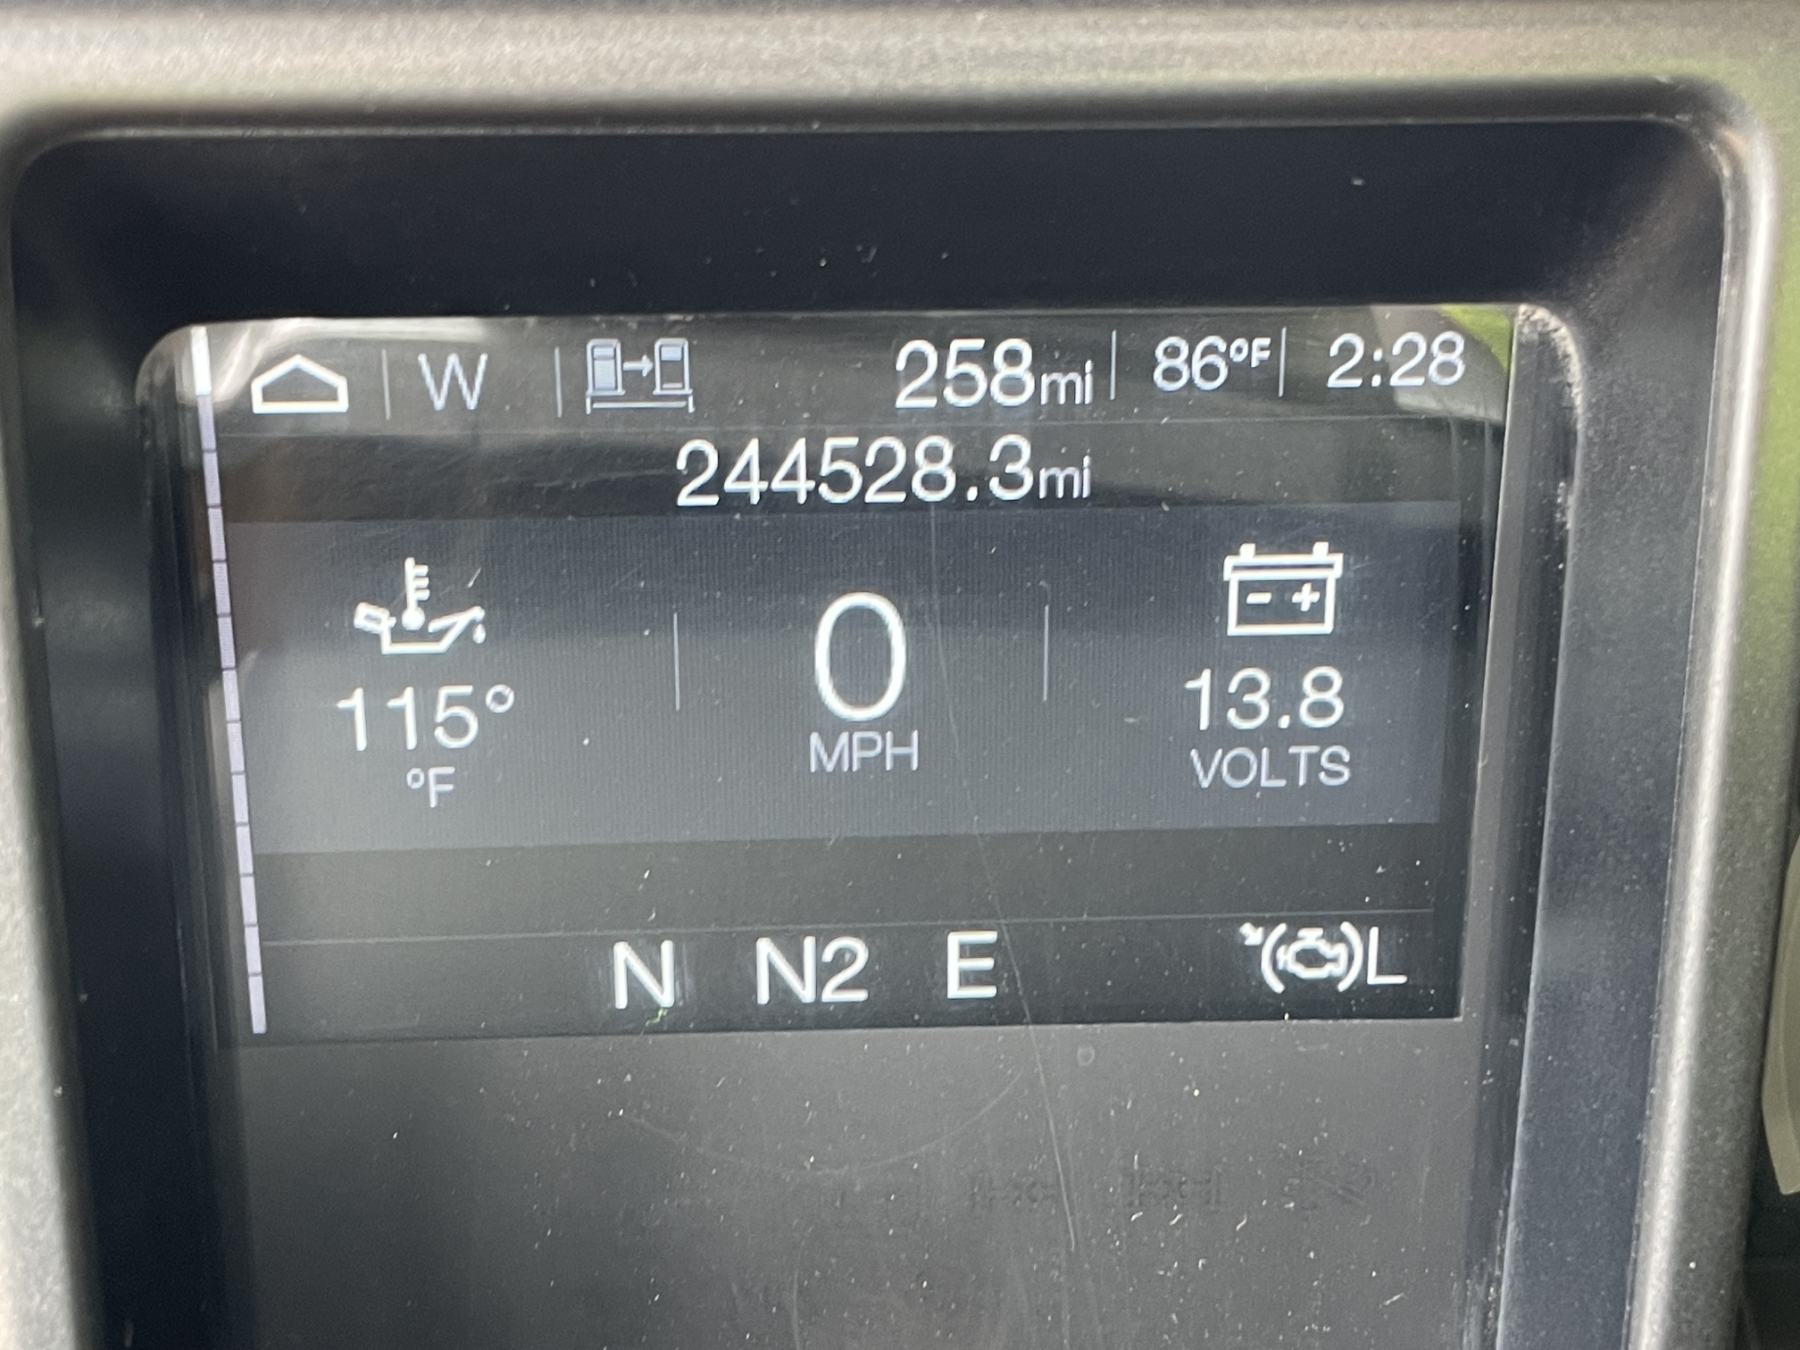 W 258mi 86°F 2:28
244528.3mi
115° 0 13.8
°F MPH VOLTS
N N2 E L